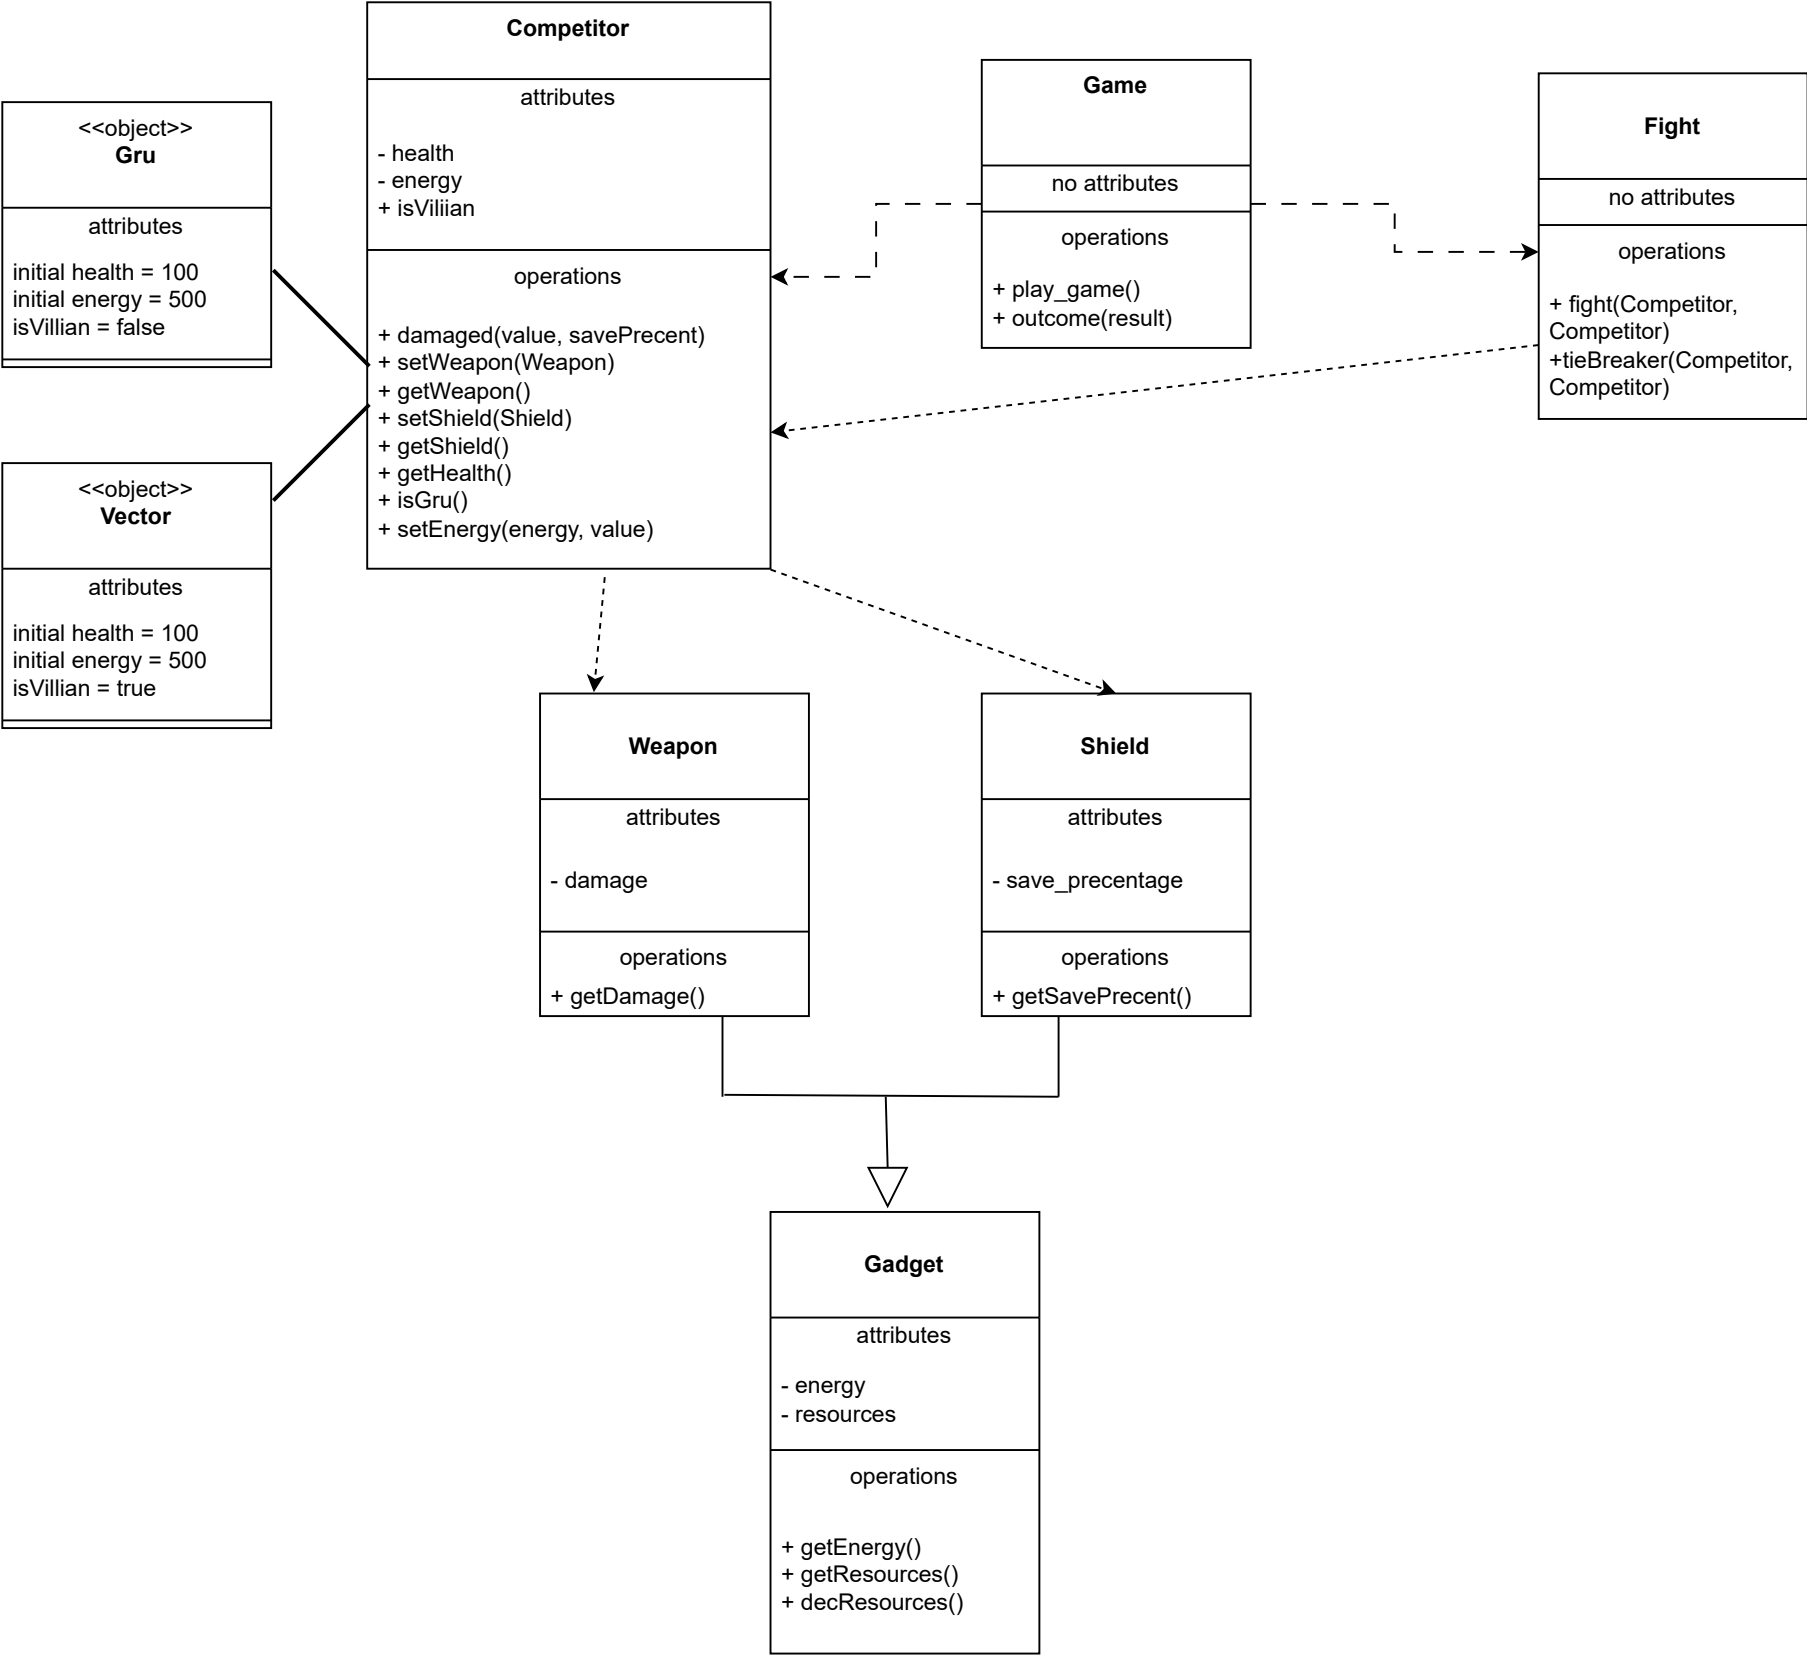 Competitor
attributes
- health
- energy
+ isViliian
operations
+ damaged(value, savePrecent)
+ setWeapon(Weapon)
+ getWeapon()
+ setShield(Shield)
+ getShield()
+ getHealth()
+ isGru()
+ setEnergy(energy, value)
<<object>>
Gru
attributes
initial health = 100
initial energy = 500
isVillian = false
<<object>>
Vector
attributes
initial health = 100
initial energy = 500
isVillian = true
Game
no attributes
operations
+ play_game()
+ outcome(result)
Fight
no attributes
operations
+ fight(Competitor,
Competitor)
+tieBreaker(Competitor,
Competitor)
Weapon
attributes
- damage
operations
+ getDamage()
Shield
attributes
- save_precentage
operations
+ getSavePrecent()
Gadget
attributes
- energy
- resources
operations
+ getEnergy()
+ getResources()
+ decResources()